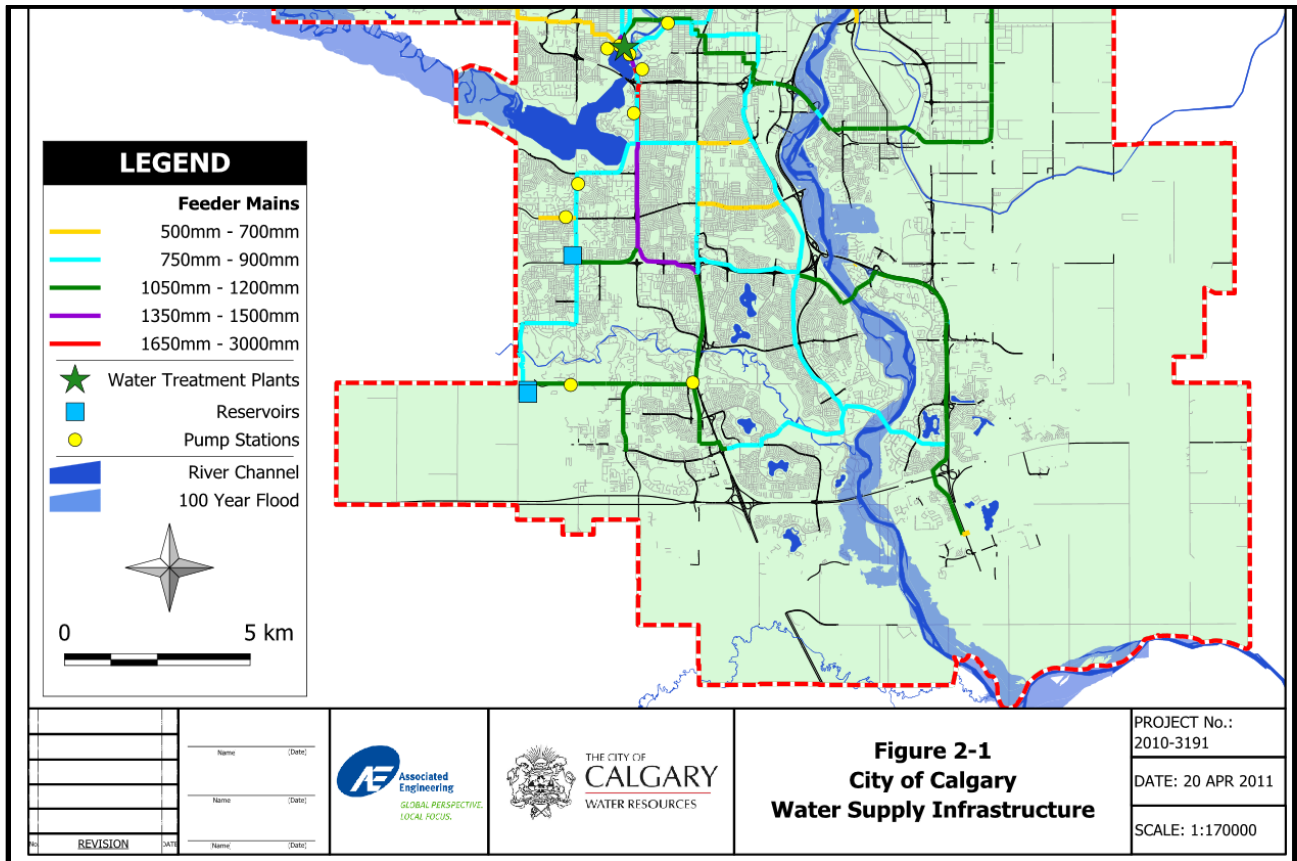 LEGEND
Feeder Mains
500mm - 700mm
750mm - 900mm
1050mm - 1200mm
1350mm - 1500mm
1650mm - 3000mm
Water Treatment Plants
Reservoirs
Pump Stations
River Channel
100 Year Flood
0 5 km
No REVISION DATE
Name (Date)
Name (Date)
Name (Date)
AE Associated
Engineering
GLOBAL PERSPECTIVE.
LOCAL FOCUS.
THE CITY OF
CALGARY
WATER RESOURCES
Figure 2-1
City of Calgary
Water Supply Infrastructure
PROJECT No.:
2010-3191
DATE: 20 APR 2011
SCALE: 1:170000